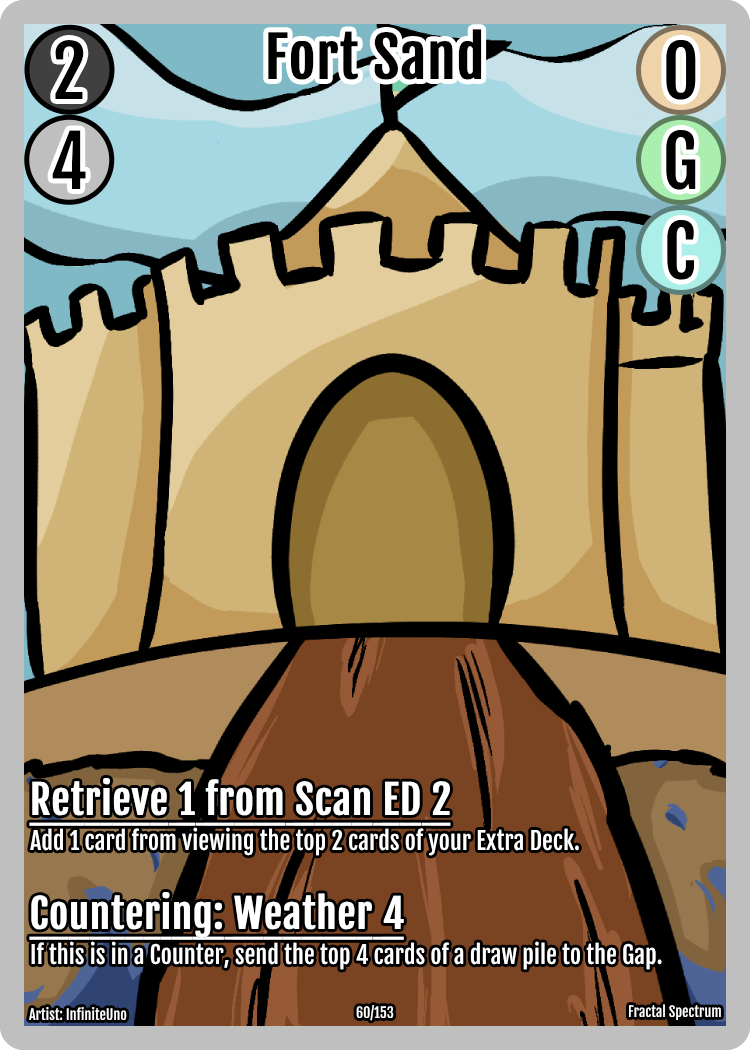 Fort Sand
2
4
O
G
C
Retrieve 1 from Scan ED 2
Add 1 card from viewing the top 2 cards of your Extra Deck.
Countering: Weather 4
If this is in a Counter, send the top 4 cards of a draw pile to the Gap.
Artist: InfiniteUno
60/153
Fractal Spectrum